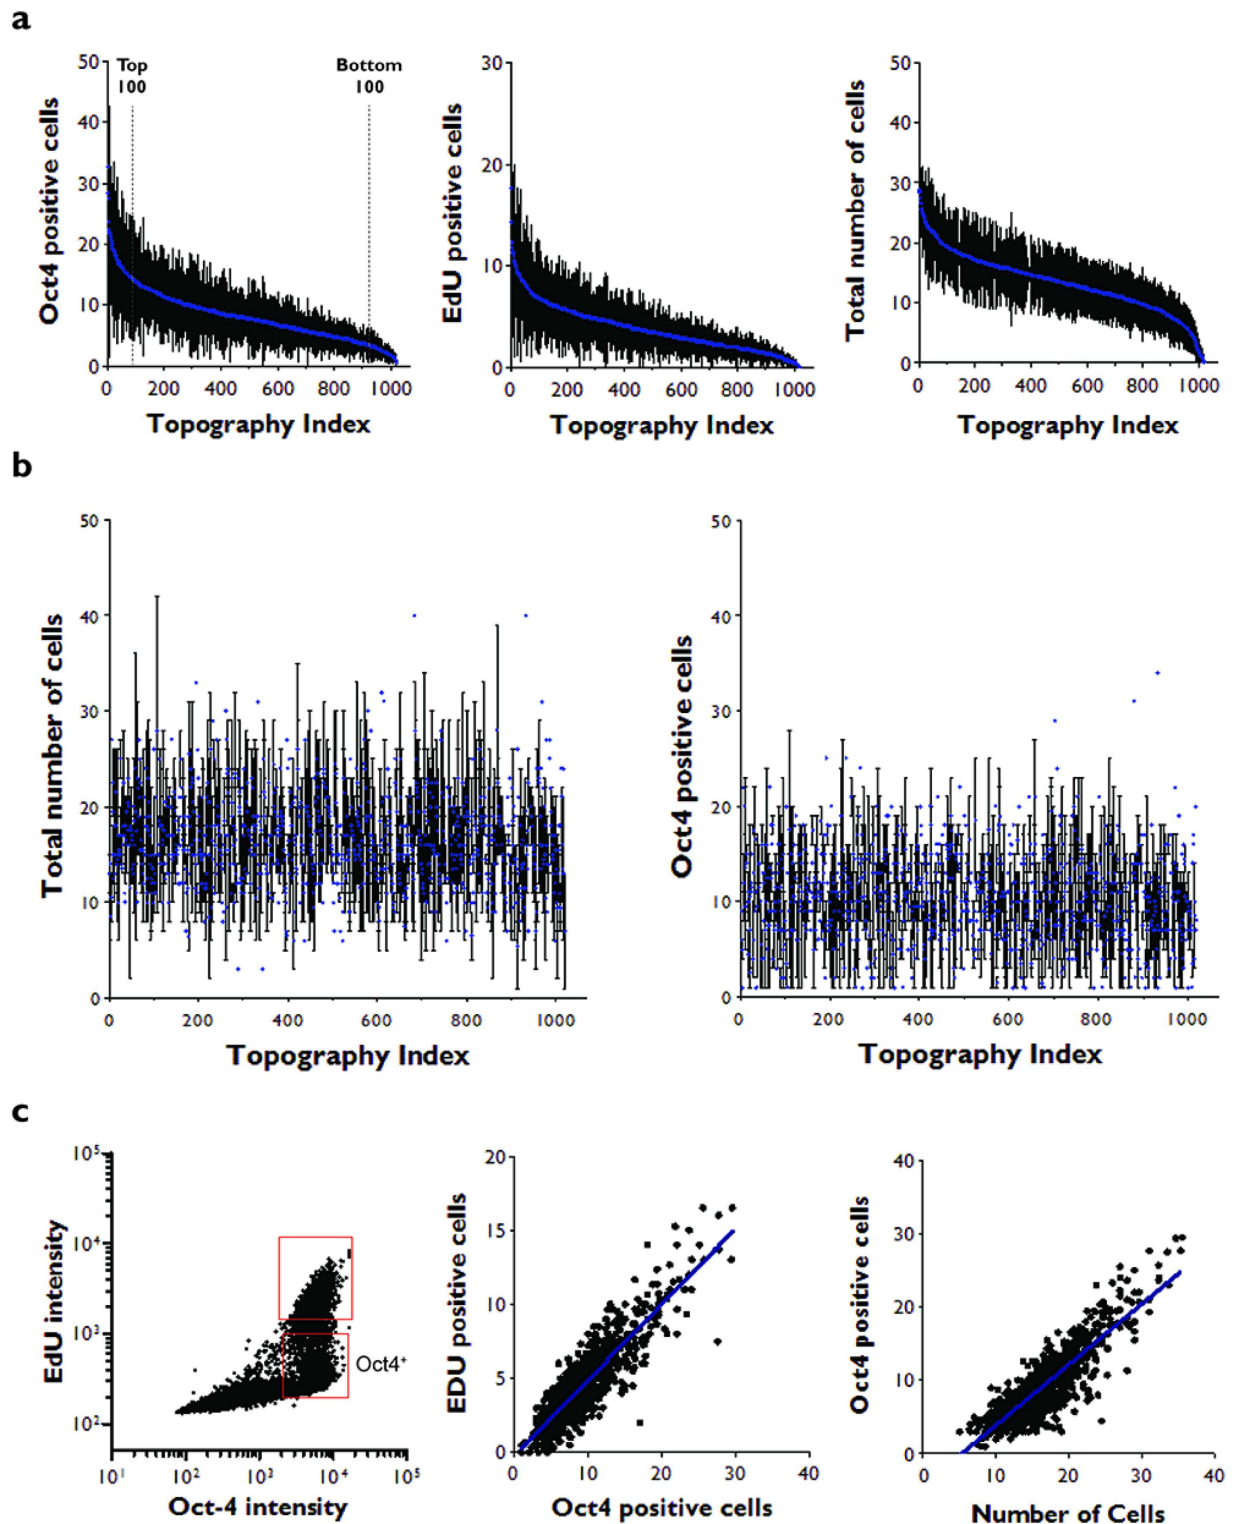 a
Oct4 positive cells
50
40
30
20
10
0
Top
100
Bottom
100
0 200 400 600 800 1000
Topography Index
EdU positive cells
30
20
10
0
0 200 400 600 800 1000
Topography Index
Total number of cells
50
40
30
20
10
0
0 200 400 600 800 1000
Topography Index
b
Total number of cells
50
40
30
20
10
0
0 200 400 600 800 1000
Topography Index
Oct4 positive cells
50
40
30
20
10
0
0 200 400 600 800 1000
Topography Index
c
EdU intensity
10⁵
10⁴
10³
10²
Oct4⁺
10¹ 10² 10³ 10⁴ 10⁵
Oct-4 intensity
EDU positive cells
20
15
10
5
0
0 10 20 30 40
Oct4 positive cells
Oct4 positive cells
40
30
20
10
0
0 10 20 30 40
Number of Cells